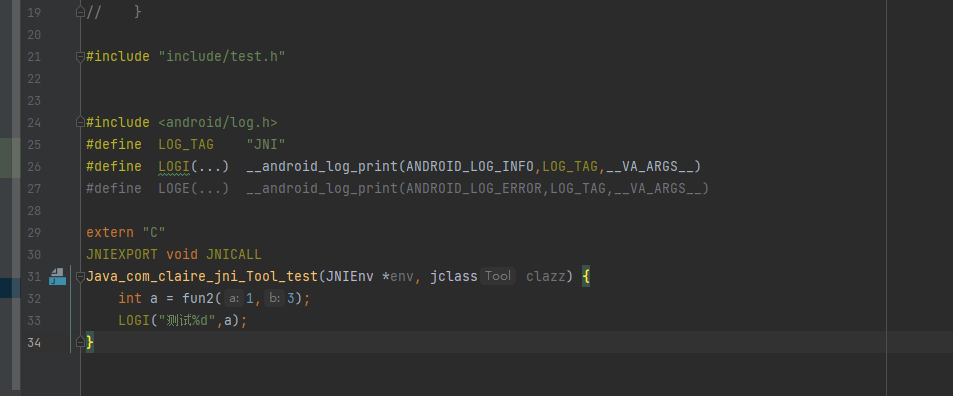 19 //    }
20
21 #include "include/test.h"
22
23
24 #include <android/log.h>
25 #define  LOG_TAG    "JNI"
26 #define  LOGI(...)  __android_log_print(ANDROID_LOG_INFO,LOG_TAG,__VA_ARGS__)
27 #define  LOGE(...)  __android_log_print(ANDROID_LOG_ERROR,LOG_TAG,__VA_ARGS__)
28
29 extern "C"
30 JNIEXPORT void JNICALL
31 Java_com_claire_jni_Tool_test(JNIEnv *env, jclass Tool clazz) {
32     int a = fun2( a: 1, b: 3);
33     LOGI("测试%d",a);
34 }